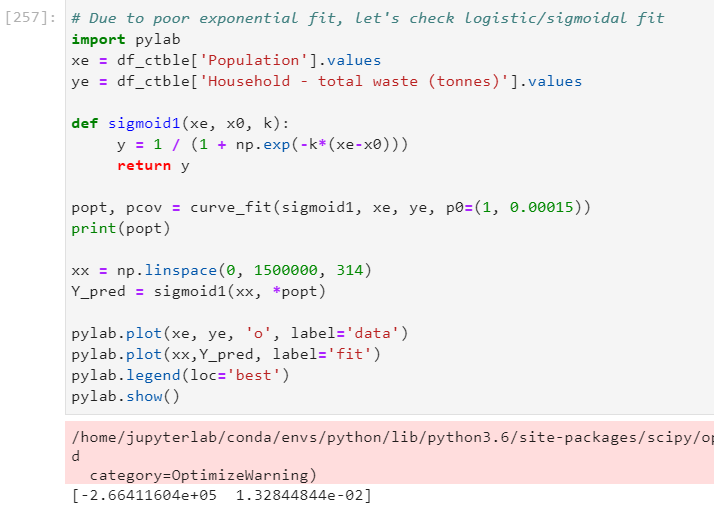 [257]: # Due to poor exponential fit, let's check logistic/sigmoidal fit
import pylab
xe = df_ctble['Population'].values
ye = df_ctble['Household - total waste (tonnes)'].values
def sigmoid1(xe, x0, k):
y = 1 / (1 + np.exp(-k*(xe-x0)))
return y
popt, pcov = curve_fit(sigmoid1, xe, ye, p0=(1, 0.00015))
print(popt)
xx = np.linspace(0, 1500000, 314)
Y_pred = sigmoid1(xx, *popt)
pylab.plot(xe, ye, 'o', label='data')
pylab.plot(xx,Y_pred, label='fit')
pylab.legend(loc='best')
pylab.show()
/home/jupyterlab/conda/envs/python/lib/python3.6/site-packages/scipy/op
d
category=OptimizeWarning)
[-2.66411604e+05 1.32844844e-02]